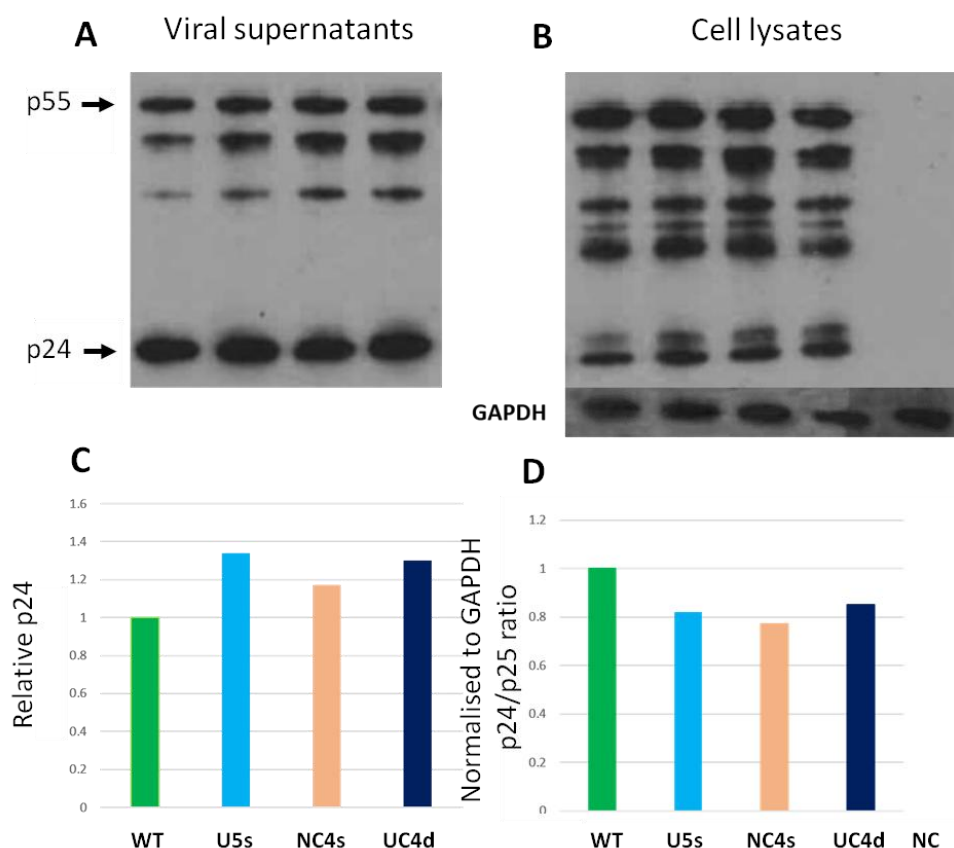 A Viral supernatants
B Cell lysates
p55
p24
GAPDH
C
Relative p24
1.6
1.4
1.2
1
0.8
0.6
0.4
0.2
0
WT U5s NC4s UC4d
D
Normalised to GAPDH
p24/p25 ratio
1.2
1
0.8
0.6
0.4
0.2
0
WT U5s NC4s UC4d NC